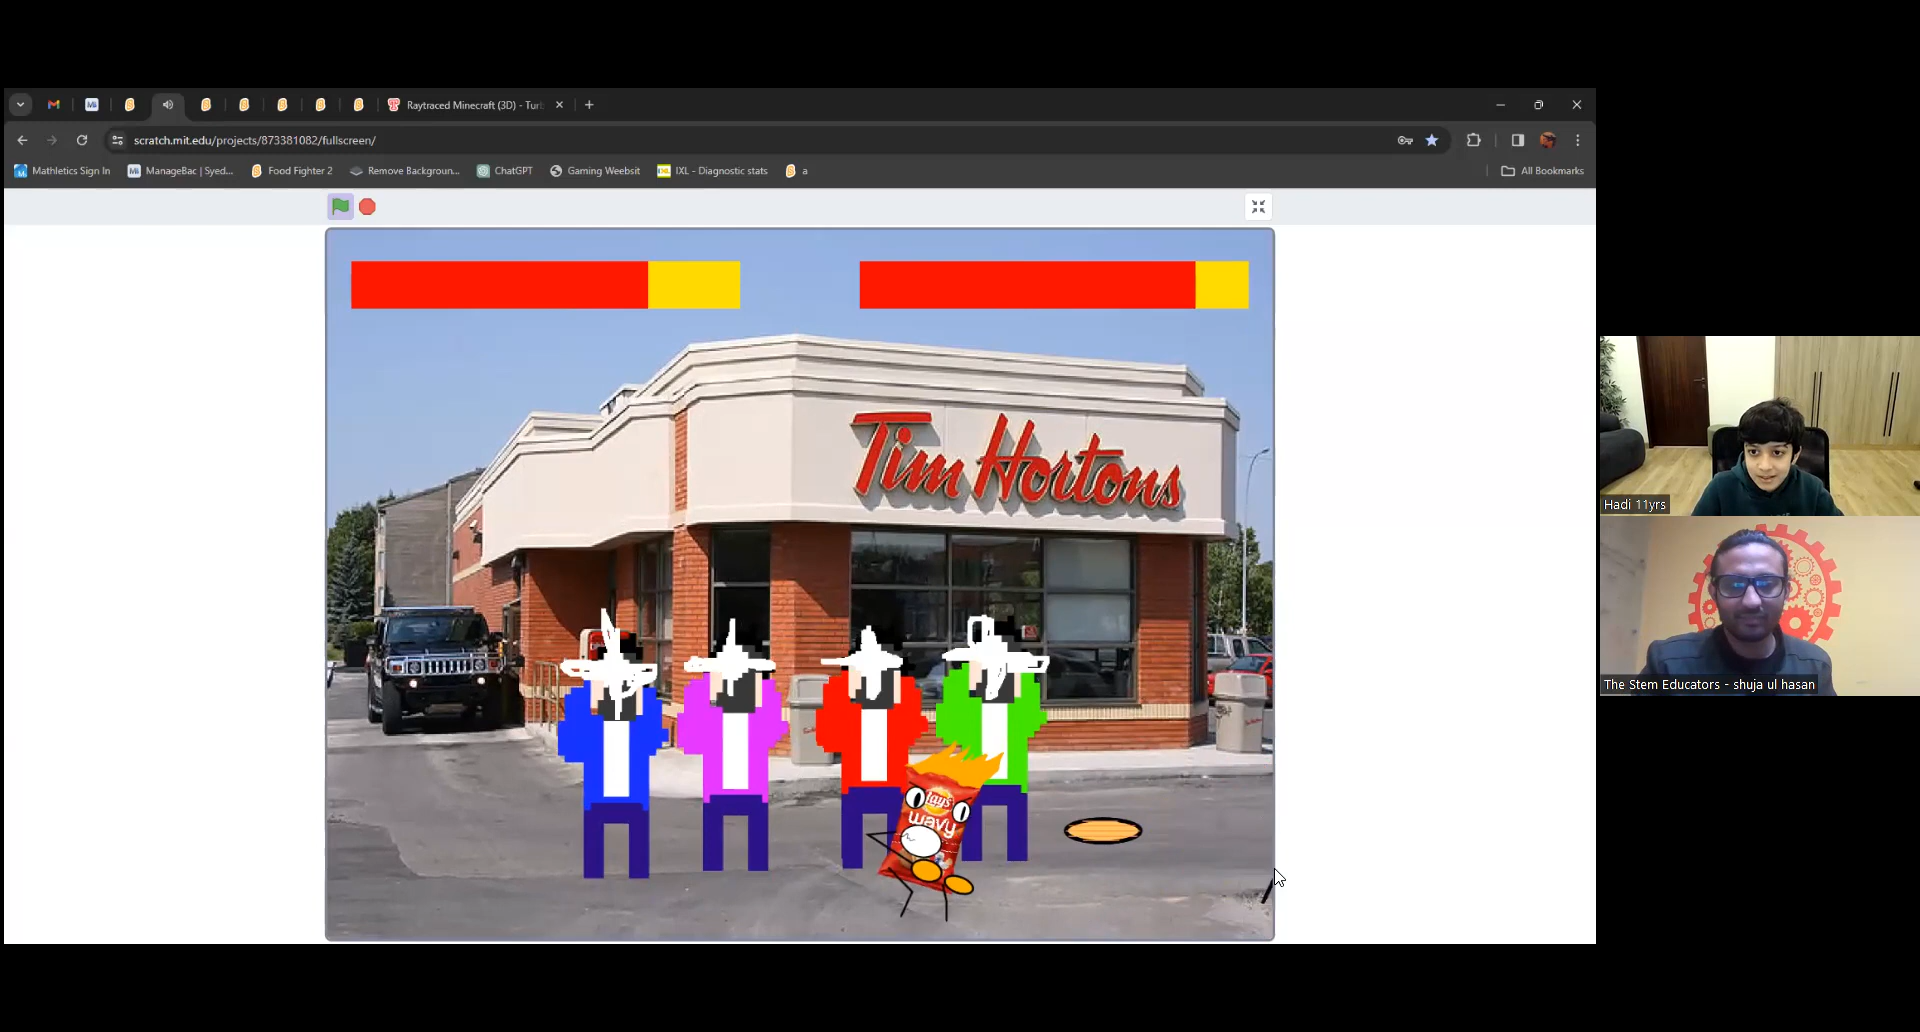 Raytraced Minecraft (3D) - Tur
scratch.mit.edu/projects/873381082/fullscreen/
Mathletics Sign In
ManageBac | Syed...
Food Fighter 2
Remove Backgroun...
ChatGPT
Gaming Weebsit
IXL - Diagnostic stats
a
All Bookmarks
Tim Hortons
Lay's
wavy
Hadi 11yrs
The Stem Educators - shuja ul hasan